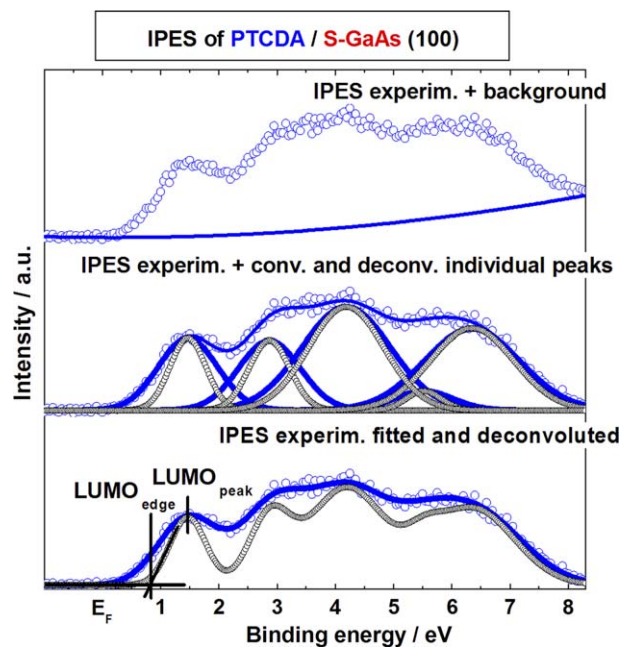 IPES of PTCDA / S-GaAs (100)
IPES experim. + background
IPES experim. + conv. and deconv. individual peaks
IPES experim. fitted and deconvoluted
LUMO edge
LUMO peak
Intensity / a.u.
E_F 1 2 3 4 5 6 7 8
Binding energy / eV